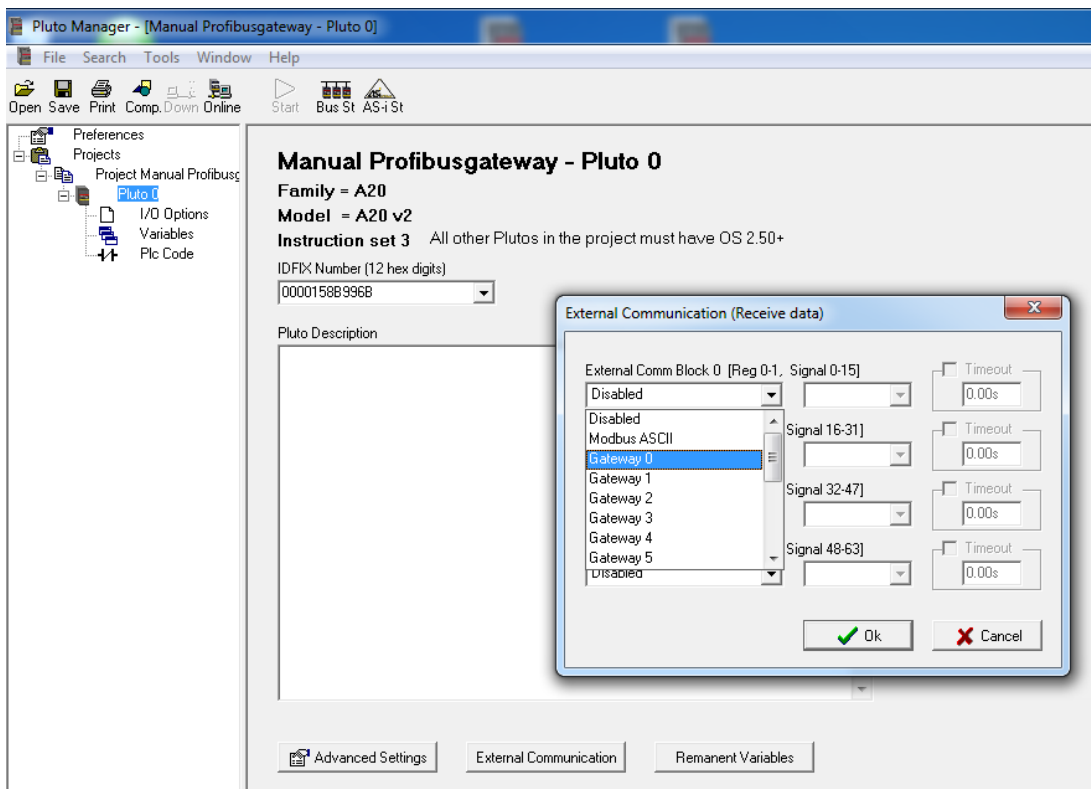 Pluto Manager - [Manual Profibusgateway - Pluto 0]
File Search Tools Window Help
Open Save Print Comp. Down Online Start Bus St AS-i St
Preferences
Projects
Project Manual Profibusg
Pluto 0
I/O Options
Variables
Plc Code
Manual Profibusgateway - Pluto 0
Family = A20
Model = A20 v2
Instruction set 3 All other Plutos in the project must have OS 2.50+
IDFIX Number (12 hex digits)
0000158B996B
Pluto Description
External Communication (Receive data)
External Comm Block 0 [Reg 0-1, Signal 0-15]
Timeout
Disabled
0.00s
Disabled
Modbus ASCII
Gateway 0
Gateway 1
Gateway 2
Gateway 3
Gateway 4
Gateway 5
Signal 16-31]
Timeout
0.00s
Signal 32-47]
Timeout
0.00s
Signal 48-63]
Timeout
Disabled
0.00s
Ok
Cancel
Advanced Settings
External Communication
Remanent Variables